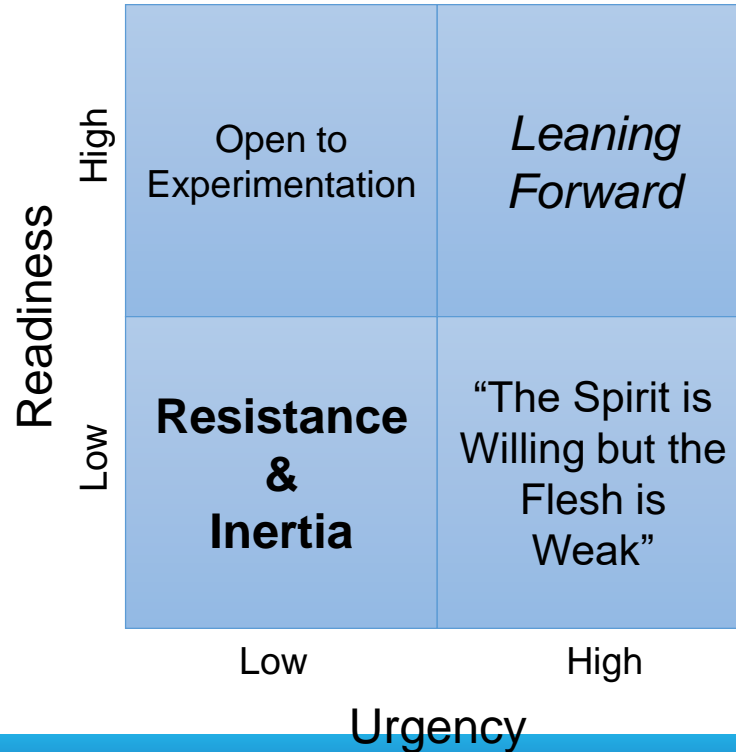 Readiness
High
Open to
Experimentation
Leaning
Forward
Low
Resistance
&
Inertia
“The Spirit is
Willing but the
Flesh is
Weak”
Low
High
Urgency